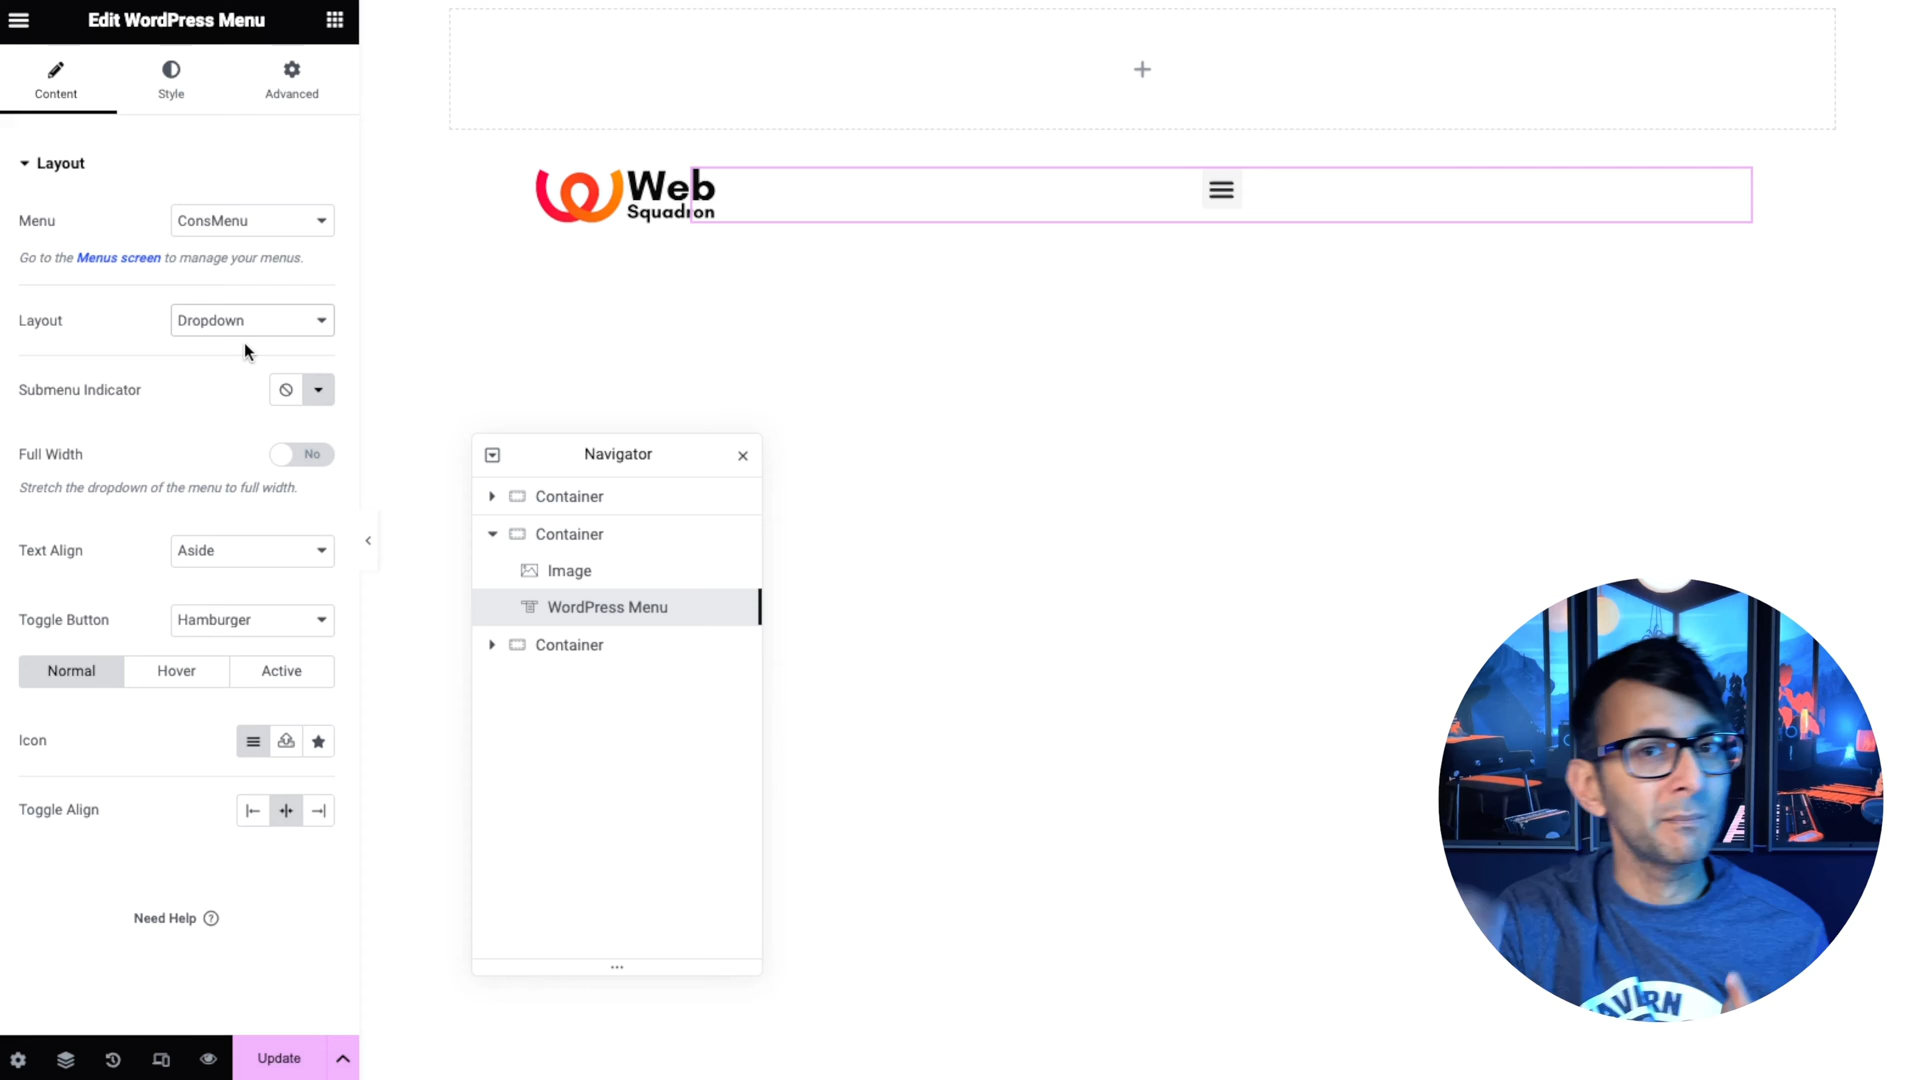 Edit WordPress Menu
Content
Style
Advanced
Layout
Menu
ConsMenu
Go to the Menus screen to manage your menus.
Layout
Dropdown
Submenu Indicator
Full Width
No
Stretch the dropdown of the menu to full width.
Text Align
Aside
Toggle Button
Hamburger
Normal
Hover
Active
Icon
Toggle Align
Need Help
Update
Web
Squadron
Navigator
Container
Container
Image
WordPress Menu
Container